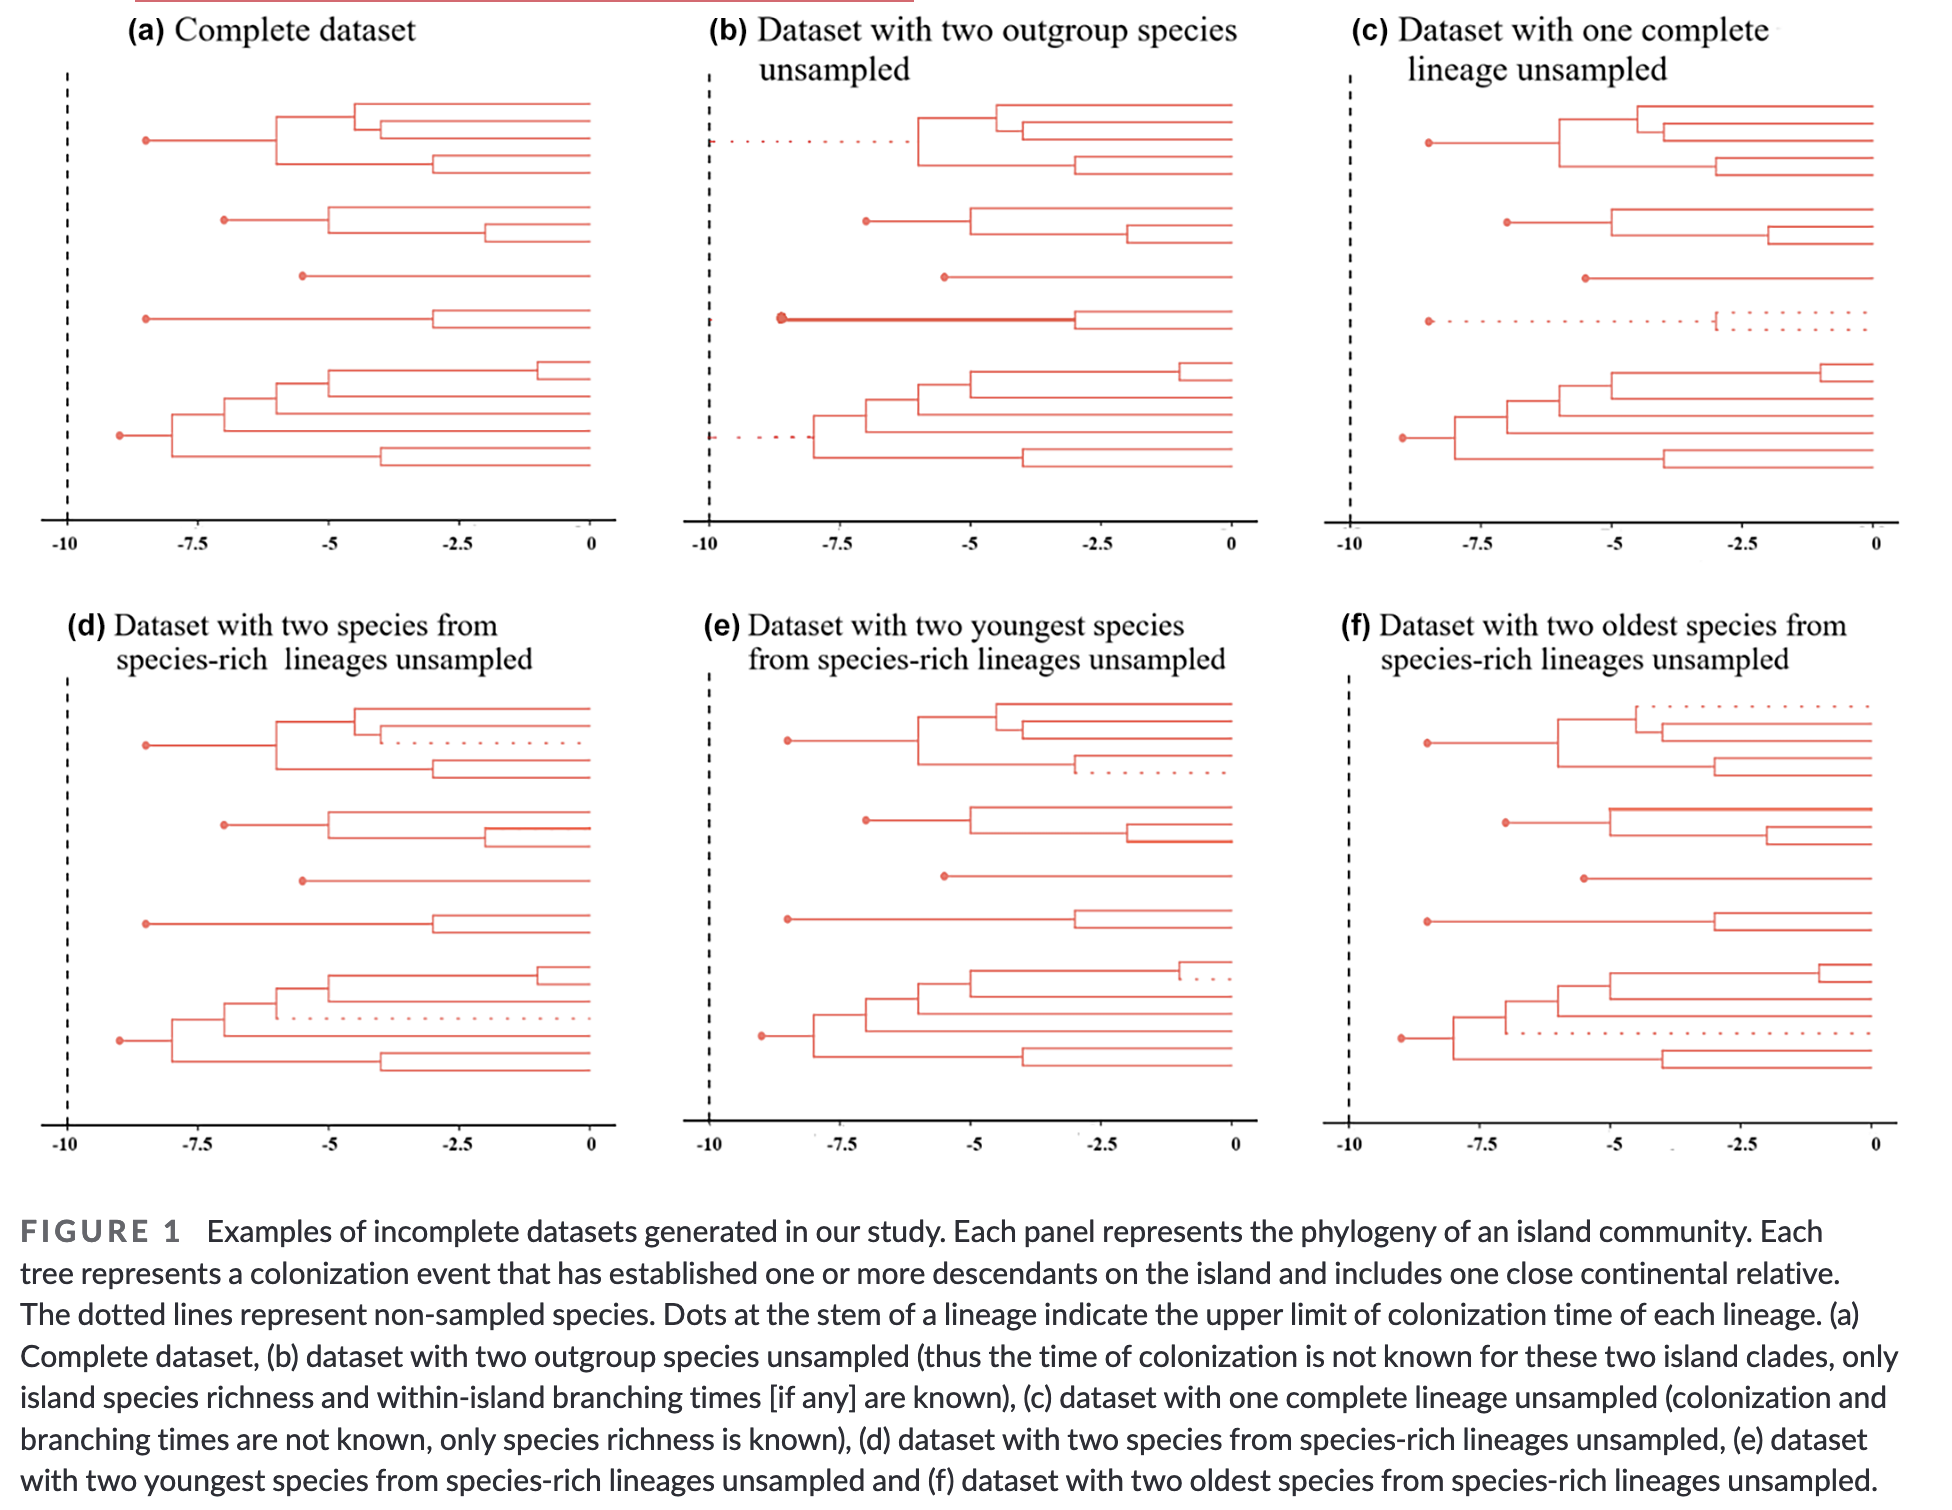 (a) Complete dataset
(b) Dataset with two outgroup species
unsampled
(c) Dataset with one complete
lineage unsampled
-10 -7.5 -5 -2.5 0
-10 -7.5 -5 -2.5 0
-10 -7.5 -5 -2.5 0
(d) Dataset with two species from
species-rich lineages unsampled
(e) Dataset with two youngest species
from species-rich lineages unsampled
(f) Dataset with two oldest species from
species-rich lineages unsampled
-10 -7.5 -5 -2.5 0
-10 -7.5 -5 -2.5 0
-10 -7.5 -5 -2.5 0
FIGURE 1 Examples of incomplete datasets generated in our study. Each panel represents the phylogeny of an island community. Each
tree represents a colonization event that has established one or more descendants on the island and includes one close continental relative.
The dotted lines represent non-sampled species. Dots at the stem of a lineage indicate the upper limit of colonization time of each lineage. (a)
Complete dataset, (b) dataset with two outgroup species unsampled (thus the time of colonization is not known for these two island clades, only
island species richness and within-island branching times [if any] are known), (c) dataset with one complete lineage unsampled (colonization and
branching times are not known, only species richness is known), (d) dataset with two species from species-rich lineages unsampled, (e) dataset
with two youngest species from species-rich lineages unsampled and (f) dataset with two oldest species from species-rich lineages unsampled.